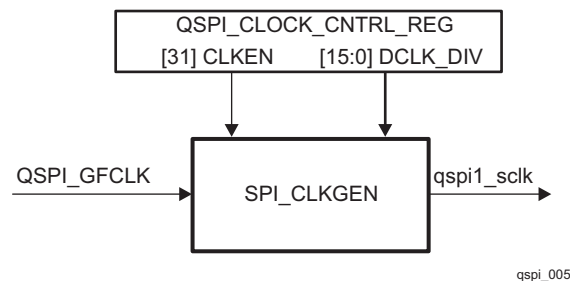 QSPI_CLOCK_CNTRL_REG
[31] CLKEN [15:0] DCLK_DIV
QSPI_GFCLK
SPI_CLKGEN
qspi1_sclk
qspi_005